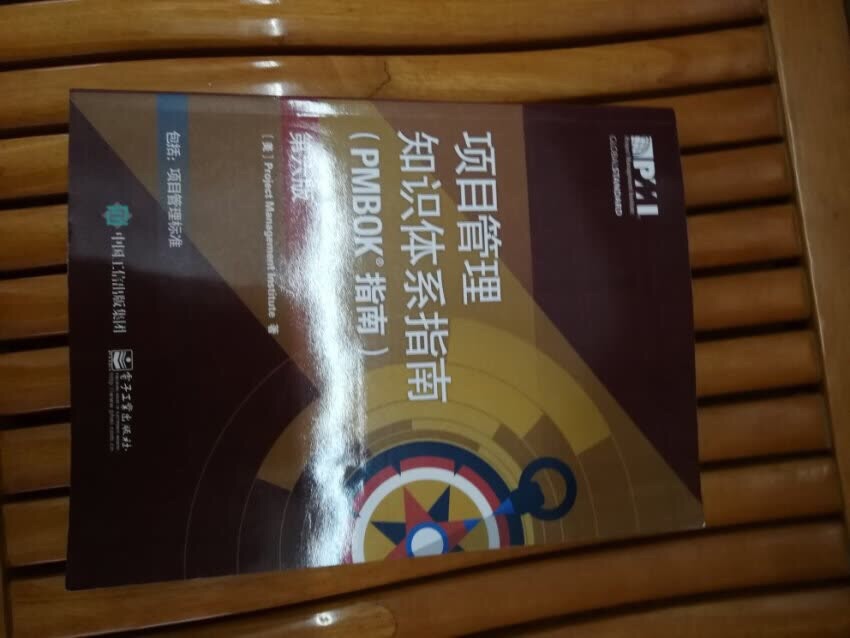 PMI
GLOBAL STANDARD
项目管理
知识体系指南
(PMBOK®指南)
第六版
[美] Project Management Institute 著
包括：项目管理标准
中国工信出版集团
电子工业出版社